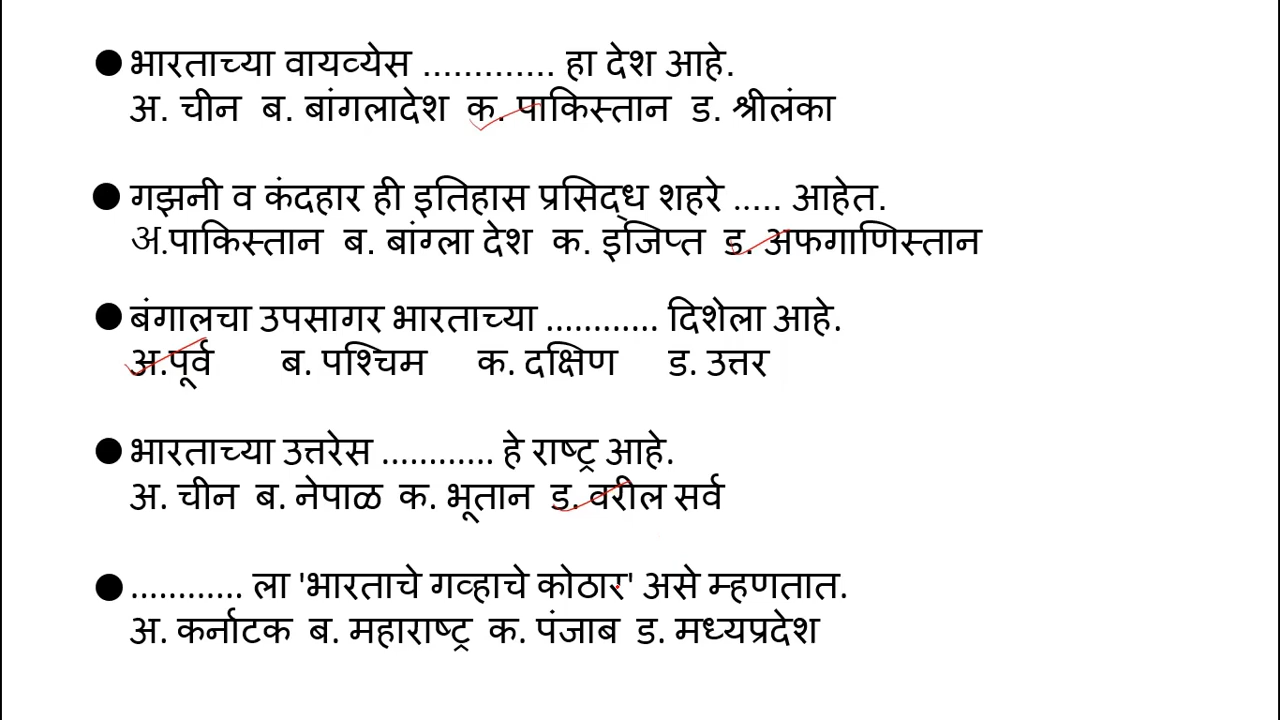 ● भारताच्या वायव्येस ............. हा देश आहे.
अ. चीन ब. बांगलादेश क. पाकिस्तान ड. श्रीलंका
● गझनी व कंदहार ही इतिहास प्रसिद्ध शहरे ..... आहेत.
अ.पाकिस्तान ब. बांग्ला देश क. इजिप्त ड. अफगाणिस्तान
● बंगालचा उपसागर भारताच्या ............ दिशेला आहे.
अ.पूर्व ब. पश्चिम क. दक्षिण ड. उत्तर
● भारताच्या उत्तरेस ............ हे राष्ट्र आहे.
अ. चीन ब. नेपाळ क. भूतान ड. वरील सर्व
● ............ ला 'भारताचे गव्हाचे कोठार' असे म्हणतात.
अ. कर्नाटक ब. महाराष्ट्र क. पंजाब ड. मध्यप्रदेश